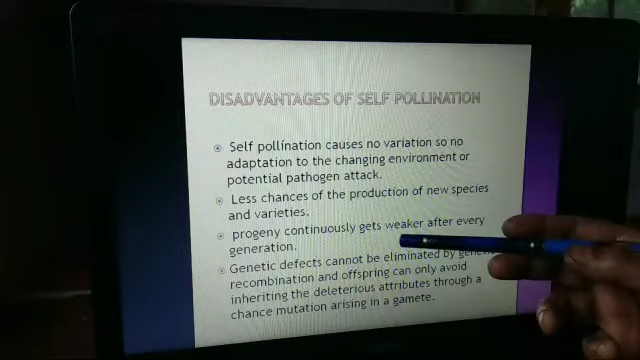 DISADVANTAGES OF SELF POLLINATION
Self pollination causes no variation so no
adaptation to the changing environment or
potential pathogen attack.
Less chances of the production of new species
and varieties.
progeny continuously gets weaker after every
generation.
Genetic defects cannot be eliminated by genetic
recombination and offspring can only avoid
inheriting the deleterious attributes through a
chance mutation arising in a gamete.